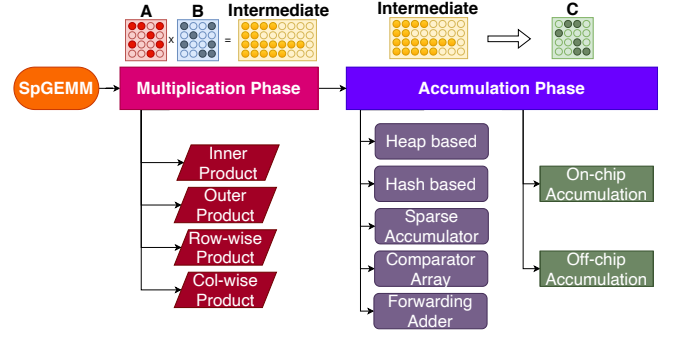 A
B
Intermediate
x
=
Intermediate
C
SpGEMM
Multiplication Phase
Accumulation Phase
Inner
Product
Outer
Product
Row-wise
Product
Col-wise
Product
Heap based
Hash based
Sparse
Accumulator
Comparator
Array
Forwarding
Adder
On-chip
Accumulation
Off-chip
Accumulation